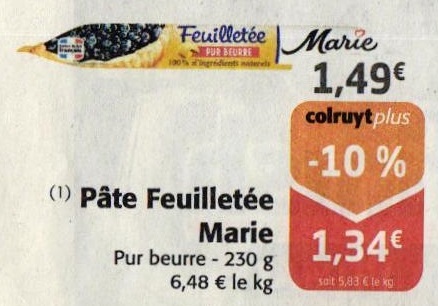 Feuilletée
PUR BEURRE
100% d'ingrédients naturels
Marie
1,49€
colruyt plus
-10 %
(1) Pâte Feuilletée
Marie
Pur beurre - 230 g
6,48 € le kg
1,34€
soit 5,83 € le kg